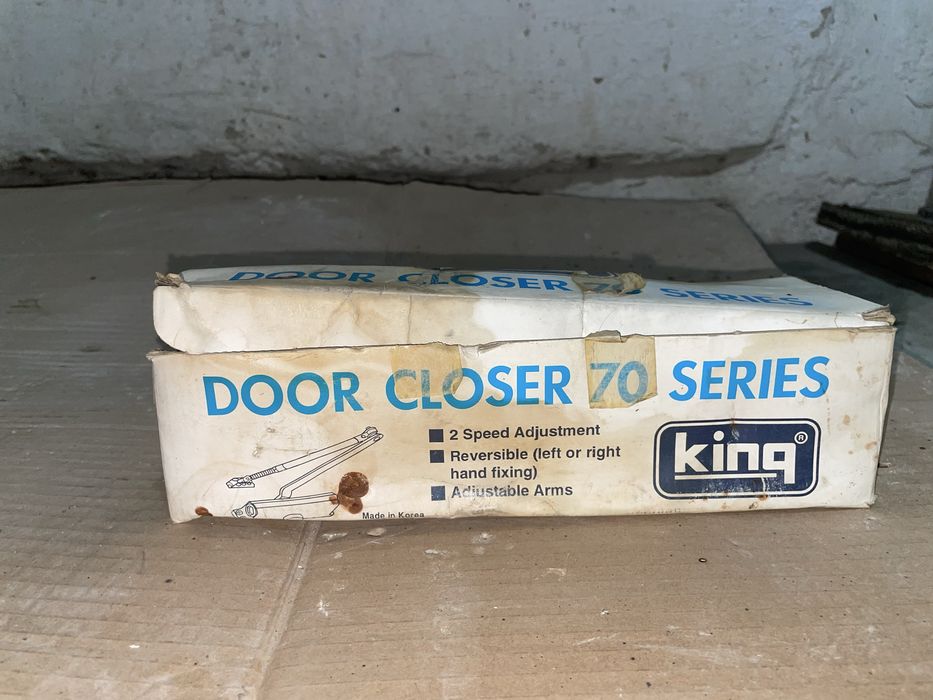 DOOR CLOSER 70 SERIES
DOOR CLOSER 70 SERIES
2 Speed Adjustment
Reversible (left or right
hand fixing)
Adjustable Arms
king®
Made in Korea